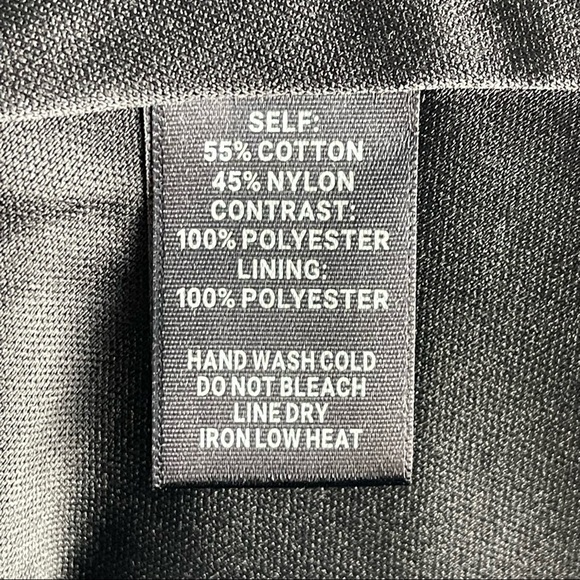 SELF:
55% COTTON
45% NYLON
CONTRAST:
100% POLYESTER
LINING:
100% POLYESTER
HAND WASH COLD
DO NOT BLEACH
LINE DRY
IRON LOW HEAT